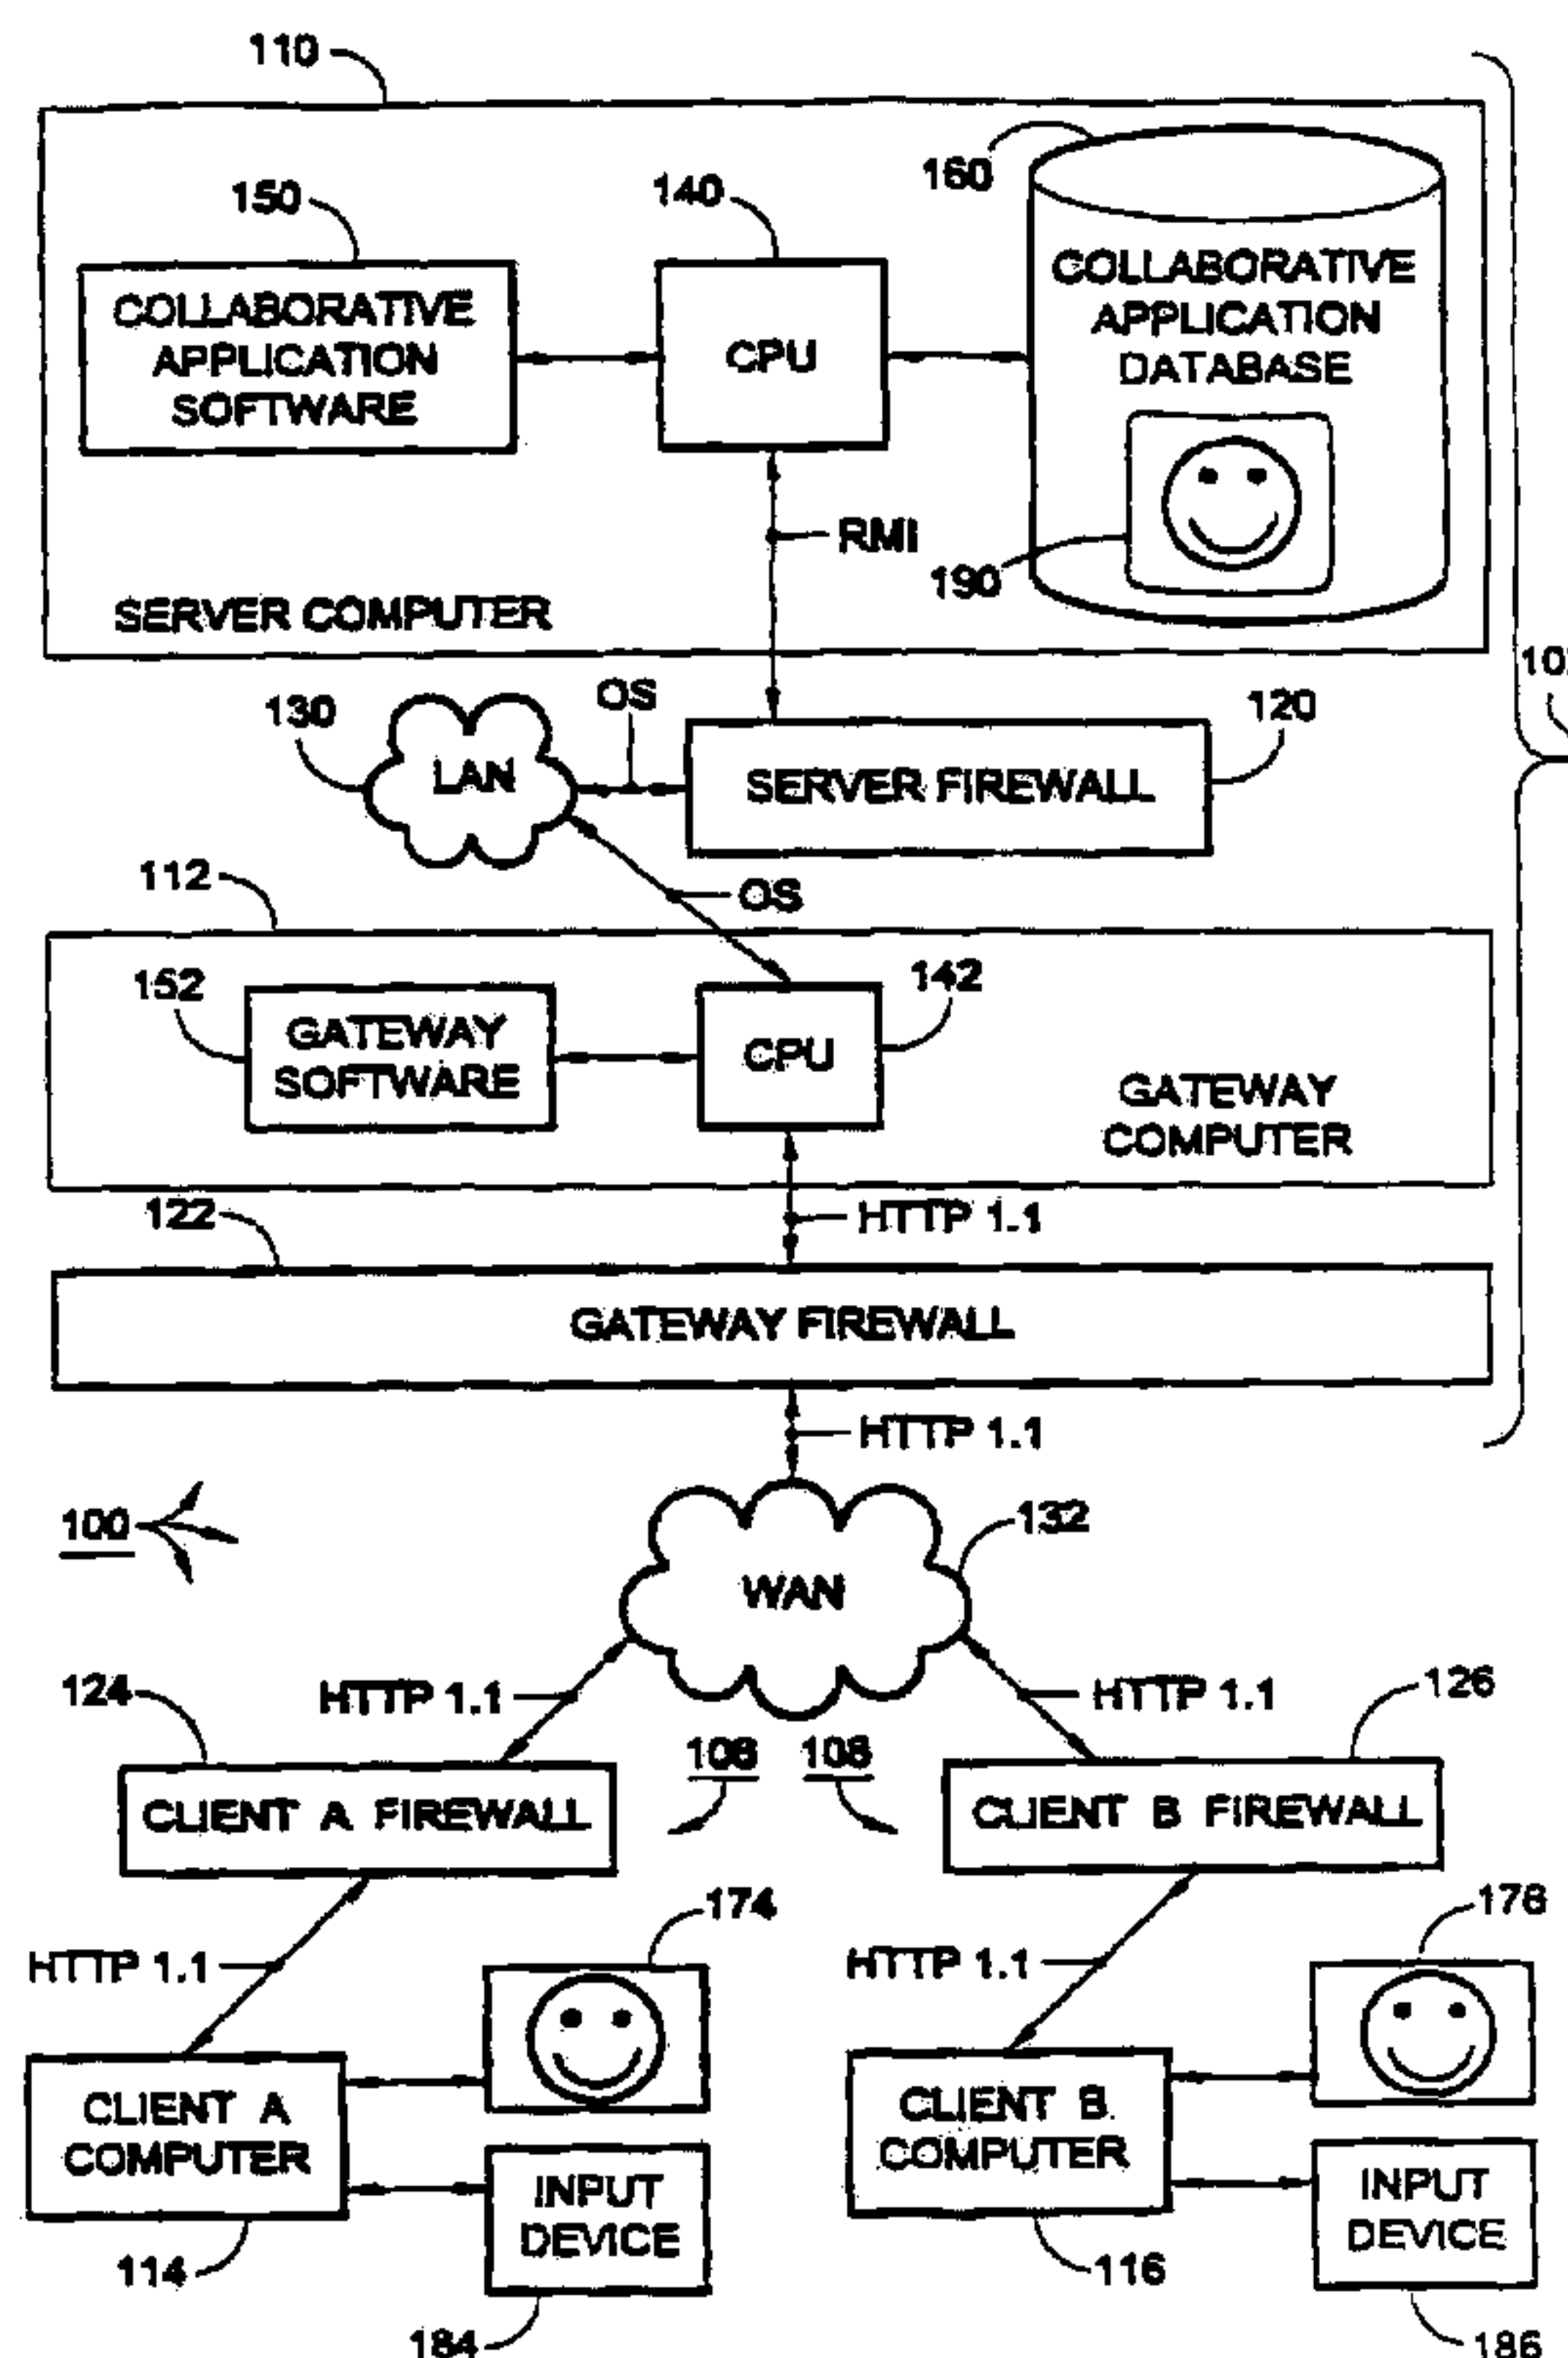 110
160
150
140
COLLABORATIVE
APPLICATION
SOFTWARE
CPU
COLLABORATIVE
APPLICATION
DATABASE
RMI
190
SERVER COMPUTER
130
OS
120
LAN
SERVER FIREWALL
112
OS
152
142
GATEWAY
SOFTWARE
CPU
GATEWAY
COMPUTER
122
HTTP 1.1
GATEWAY FIREWALL
HTTP 1.1
100
132
WAN
124
HTTP 1.1
HTTP 1.1
126
106
108
CLIENT A FIREWALL
CLIENT B FIREWALL
174
176
HTTP 1.1
HTTP 1.1
CLIENT A
COMPUTER
CLIENT B
COMPUTER
INPUT
DEVICE
INPUT
DEVICE
114
116
184
186